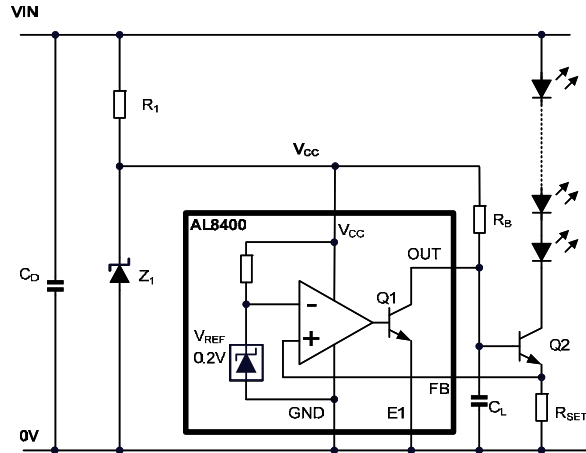 VIN
R1
VCC
AL8400
VCC
RB
OUT
CD
Z1
Q1
VREF
0.2V
-
+
Q2
FB
GND
E1
CL
RSET
0V